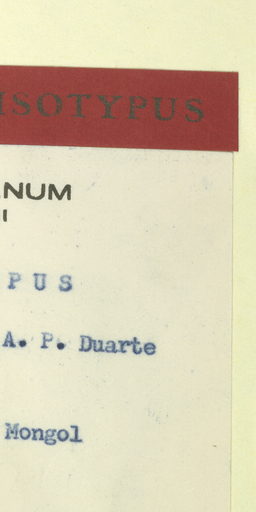 ISOTYPUS
NUM
I
PUS
A. P. Duarte
Mongol